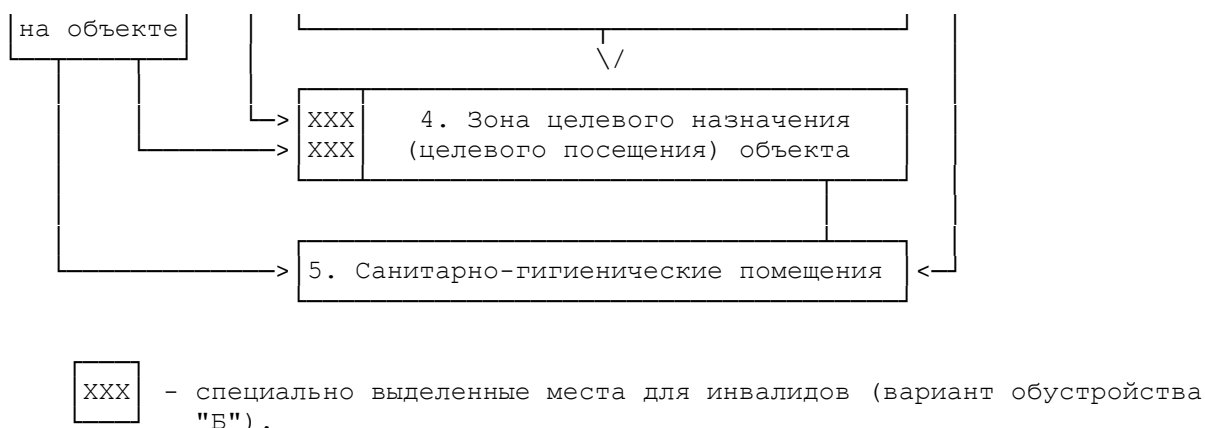 на объекте
\/
XXX 4. Зона целевого назначения
XXX (целевого посещения) объекта
5. Санитарно-гигиенические помещения
XXX - специально выделенные места для инвалидов (вариант обустройства
"Б").